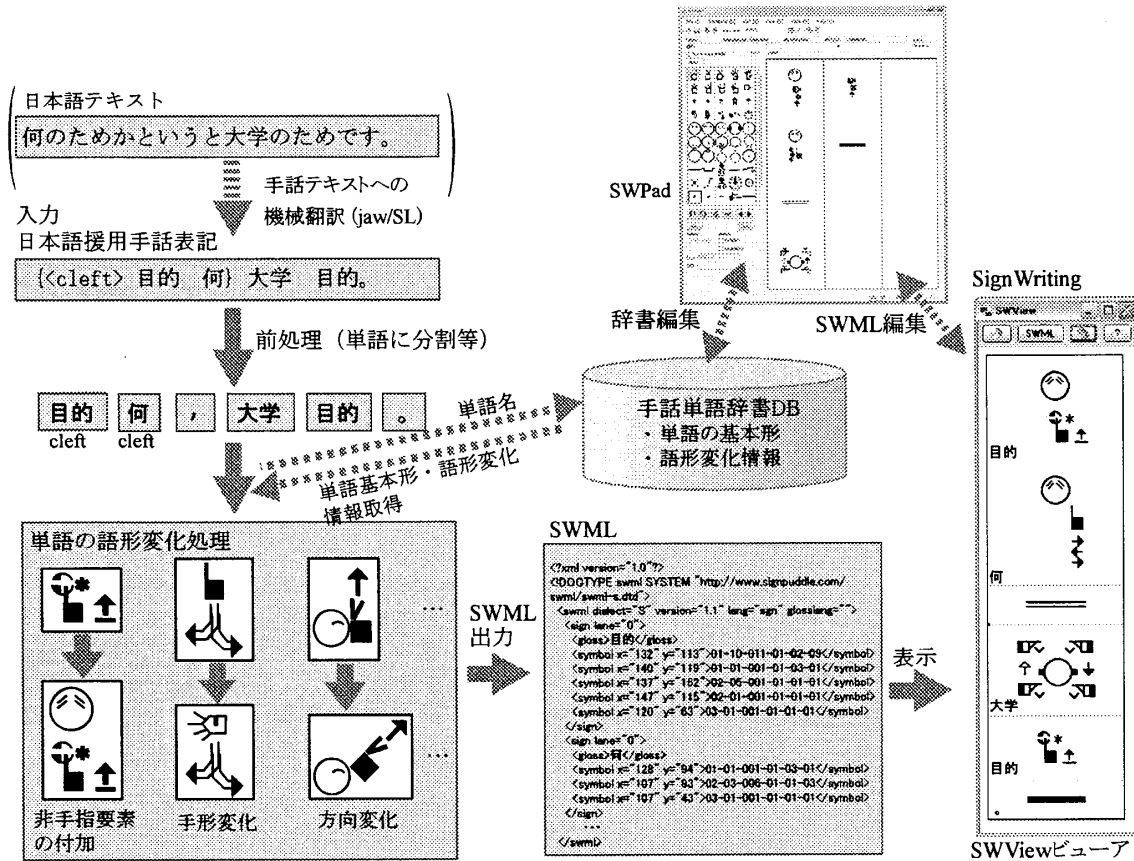 日本語テキスト
何のためかというと大学のためです。
手話テキストへの
機械翻訳 (jaw/SL)
入力
日本語援用手話表記
{<cleft> 目的 何} 大学 目的。
前処理（単語に分割等）
目的 何 , 大学 目的 。
cleft cleft
単語名
単語基本形・語形変化
情報取得
手話単語辞書DB
・単語の基本形
・語形変化情報
辞書編集
SWML編集
SWPad
単語の語形変化処理
…
…
非手指要素
の付加
手形変化
方向変化
SWML
出力
SWML
<?xml version="1.0"?>
<!DOCTYPE swml SYSTEM "http://www.signpuddle.com/
swml/swml-s.dtd">
<swml dialect="S" version="1.1" lang="sgn" glosslang="">
<sign lane="0">
<gloss>目的</gloss>
<symbol x="132" y="113">01-10-011-01-02-09</symbol>
<symbol x="140" y="119">01-01-001-01-03-01</symbol>
<symbol x="137" y="152">02-05-001-01-01-01</symbol>
<symbol x="147" y="115">02-01-001-01-01-01</symbol>
<symbol x="120" y="63">03-01-001-01-01-01</symbol>
</sign>
<sign lane="0">
<gloss>何</gloss>
<symbol x="128" y="94">01-01-001-01-03-01</symbol>
<symbol x="107" y="93">02-03-006-01-01-03</symbol>
<symbol x="107" y="43">03-01-001-01-01-01</symbol>
</sign>
…
</swml>
表示
SignWriting
SWView
SWML ?
目的
何
大学
目的
。
SWViewビューア